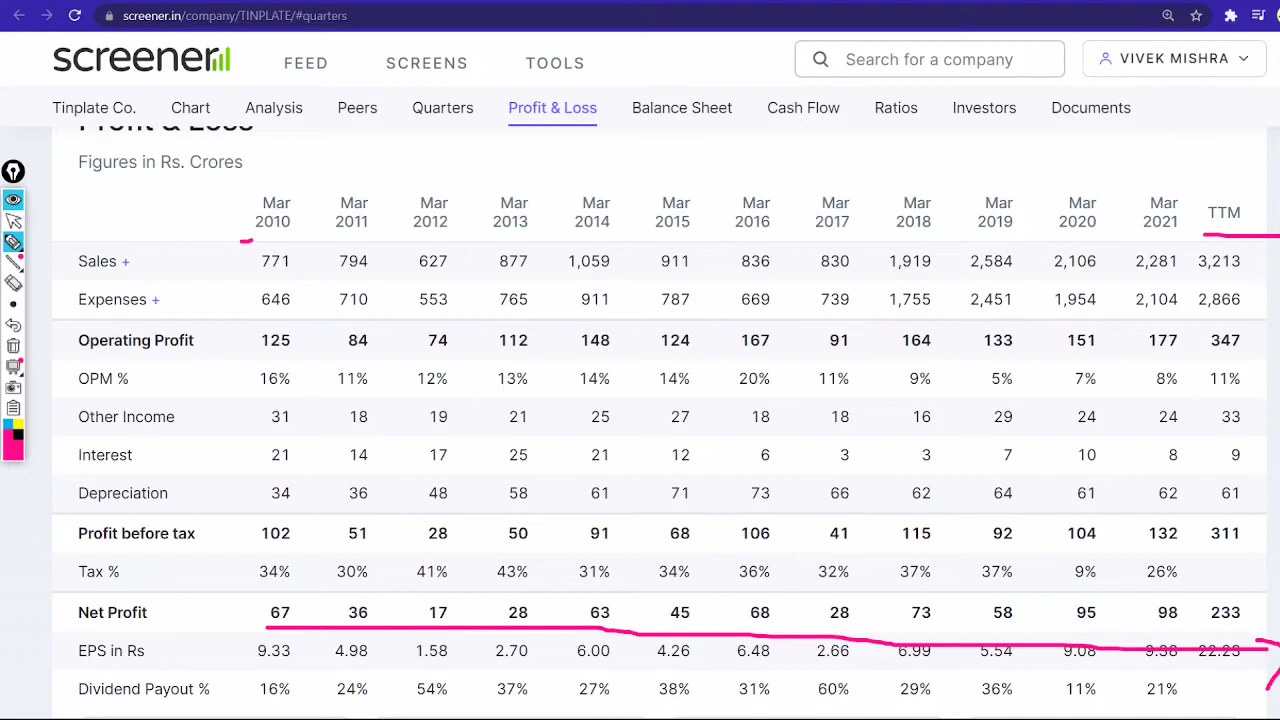 screener.in/company/TINPLATE/#quarters
screener FEED SCREENS TOOLS Search for a company VIVEK MISHRA
Tinplate Co. Chart Analysis Peers Quarters Profit & Loss Balance Sheet Cash Flow Ratios Investors Documents
Profit & Loss
Figures in Rs. Crores
Mar 2010 Mar 2011 Mar 2012 Mar 2013 Mar 2014 Mar 2015 Mar 2016 Mar 2017 Mar 2018 Mar 2019 Mar 2020 Mar 2021 TTM
Sales + 771 794 627 877 1,059 911 836 830 1,919 2,584 2,106 2,281 3,213
Expenses + 646 710 553 765 911 787 669 739 1,755 2,451 1,954 2,104 2,866
Operating Profit 125 84 74 112 148 124 167 91 164 133 151 177 347
OPM % 16% 11% 12% 13% 14% 14% 20% 11% 9% 5% 7% 8% 11%
Other Income 31 18 19 21 25 27 18 18 16 29 24 24 33
Interest 21 14 17 25 21 12 6 3 3 7 10 8 9
Depreciation 34 36 48 58 61 71 73 66 62 64 61 62 61
Profit before tax 102 51 28 50 91 68 106 41 115 92 104 132 311
Tax % 34% 30% 41% 43% 31% 34% 36% 32% 37% 37% 9% 26%
Net Profit 67 36 17 28 63 45 68 28 73 58 95 98 233
EPS in Rs 9.33 4.98 1.58 2.70 6.00 4.26 6.48 2.66 6.99 5.54 9.08 9.38 22.23
Dividend Payout % 16% 24% 54% 37% 27% 38% 31% 60% 29% 36% 11% 21%